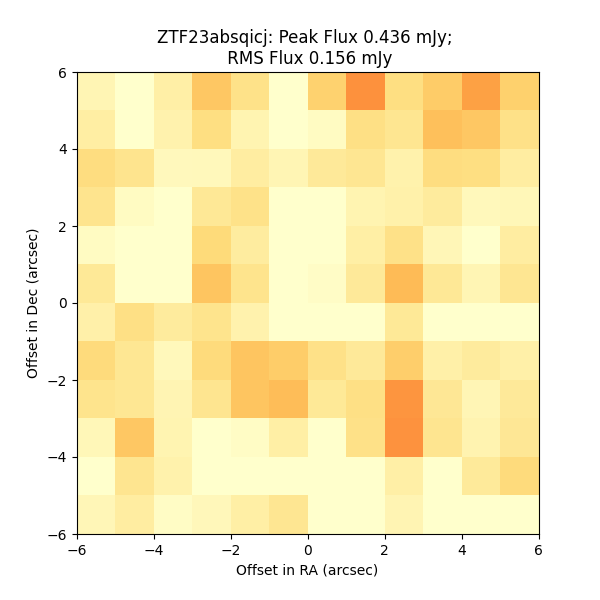 ZTF23absqicj: Peak Flux 0.436 mJy;
RMS Flux 0.156 mJy
6
4
2
0
−2
−4
−6
Offset in Dec (arcsec)
−6 −4 −2 0 2 4 6
Offset in RA (arcsec)